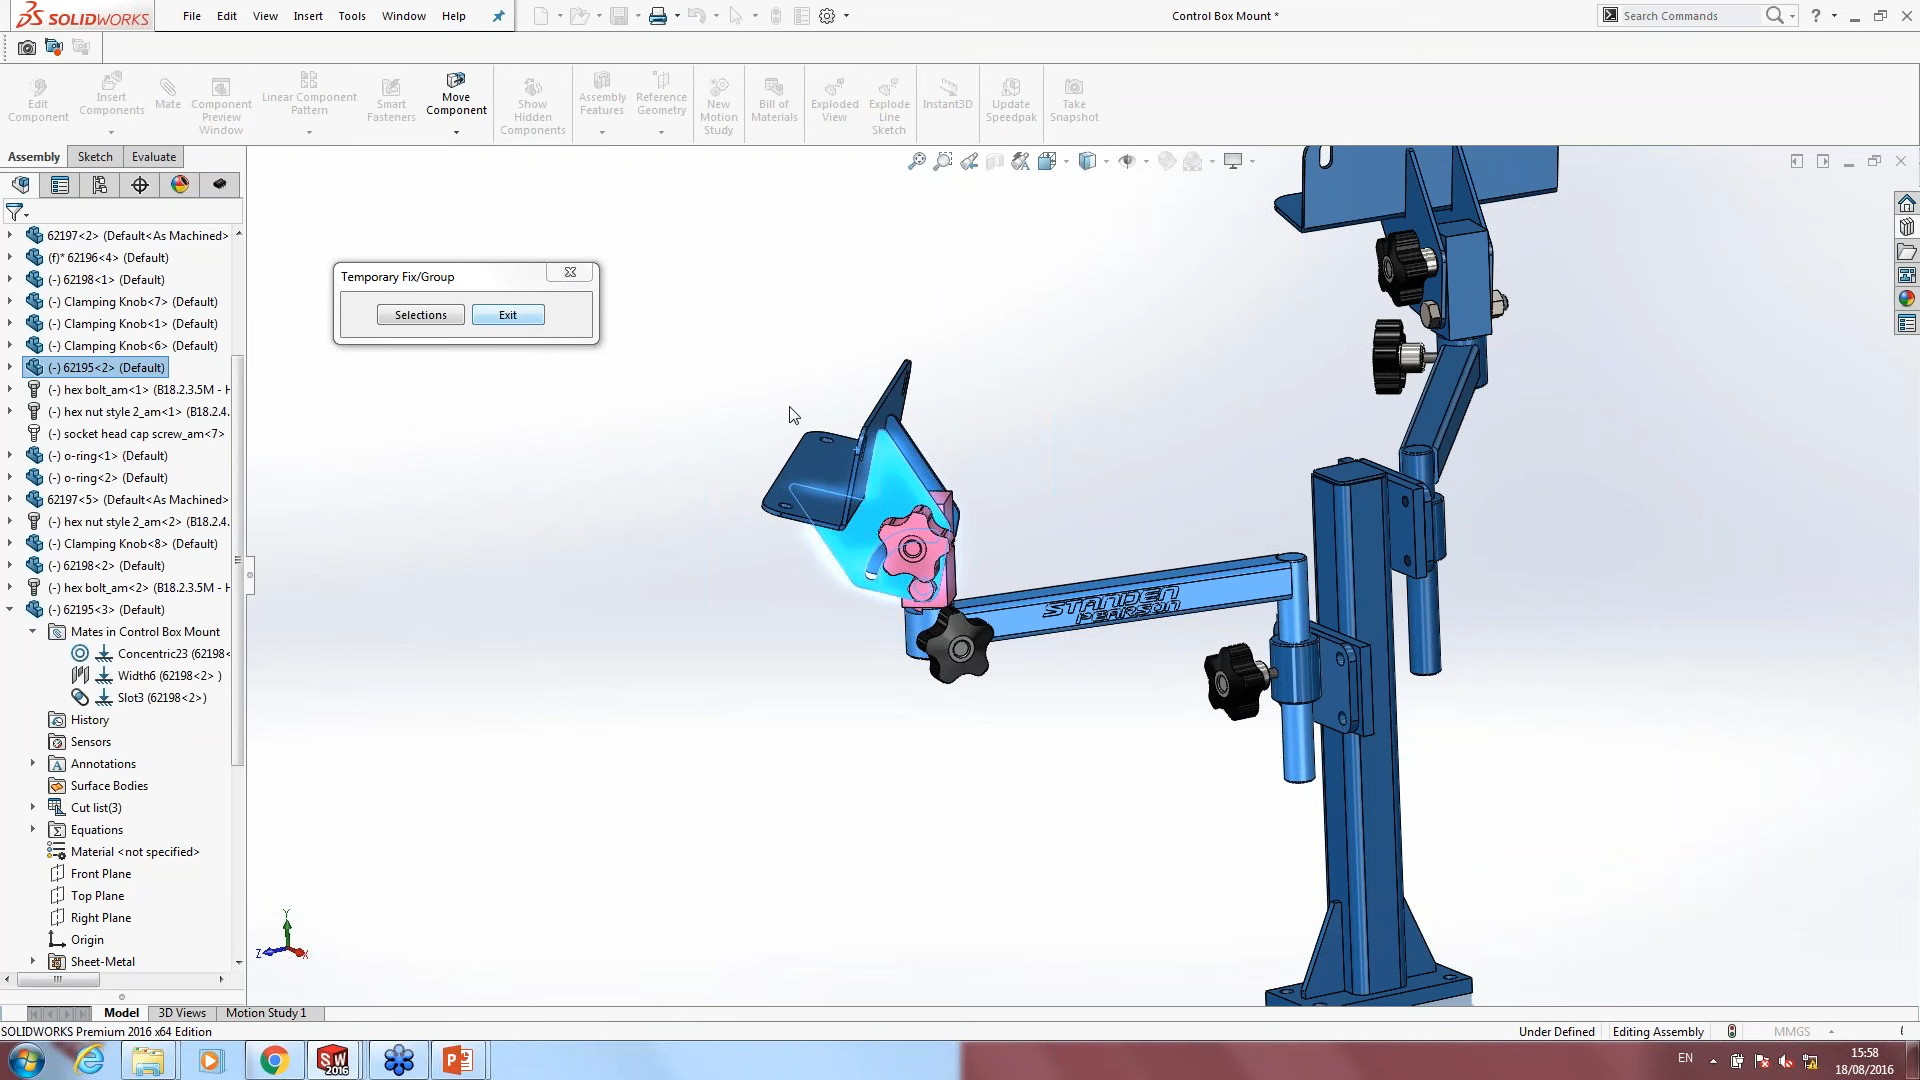 SOLIDWORKS
File Edit View Insert Tools Window Help
Control Box Mount *
Search Commands
Edit Component
Insert Components
Mate
Component Preview Window
Linear Component Pattern
Smart Fasteners
Move Component
Show Hidden Components
Assembly Features
Reference Geometry
New Motion Study
Bill of Materials
Exploded View
Explode Line Sketch
Instant3D
Update Speedpak
Take Snapshot
Assembly Sketch Evaluate
62197<2> (Default<As Machined>
(f)* 62196<4> (Default)
(-) 62198<1> (Default)
(-) Clamping Knob<7> (Default)
(-) Clamping Knob<1> (Default)
(-) Clamping Knob<6> (Default)
(-) 62195<2> (Default)
(-) hex bolt_am<1> (B18.2.3.5M - H
(-) hex nut style 2_am<1> (B18.2.4.
(-) socket head cap screw_am<7>
(-) o-ring<1> (Default)
(-) o-ring<2> (Default)
62197<5> (Default<As Machined>
(-) hex nut style 2_am<2> (B18.2.4.
(-) Clamping Knob<8> (Default)
(-) 62198<2> (Default)
(-) hex bolt_am<2> (B18.2.3.5M - H
(-) 62195<3> (Default)
Mates in Control Box Mount
Concentric23 (62198<
Width6 (62198<2> )
Slot3 (62198<2>)
History
Sensors
Annotations
Surface Bodies
Cut list(3)
Equations
Material <not specified>
Front Plane
Top Plane
Right Plane
Origin
Sheet-Metal
Temporary Fix/Group
Selections Exit
STANDEN
PEARSON
Y
Z X
Model 3D Views Motion Study 1
SOLIDWORKS Premium 2016 x64 Edition
Under Defined Editing Assembly MMGS
SW 2016
EN
15:58
18/08/2016